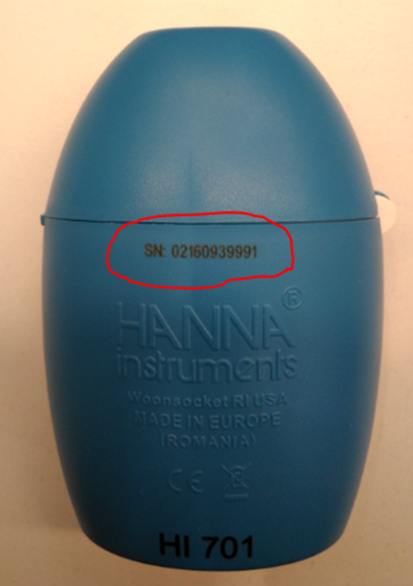 SN: 02160939991
HANNA®
instruments
Woonsocket RI USA
MADE IN EUROPE
(ROMANIA)
CE
HI 701